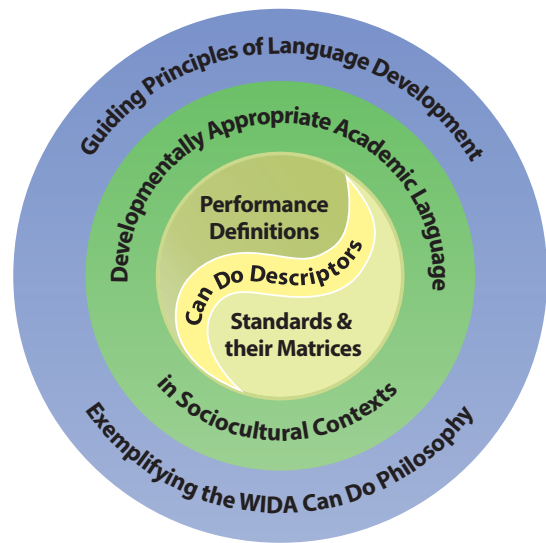 Guiding Principles of Language Development
Developmentally Appropriate Academic Language
Performance
Definitions
Can Do Descriptors
Standards &
their Matrices
in Sociocultural Contexts
Exemplifying the WIDA Can Do Philosophy